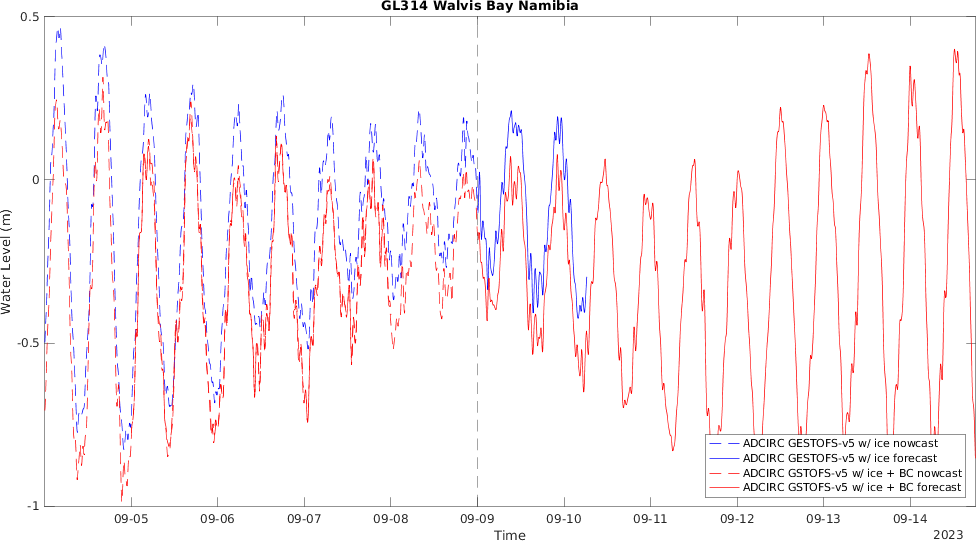 GL314 Walvis Bay Namibia
0.5
0
-0.5
-1
Water Level (m)
09-05
09-06
09-07
09-08
09-09
09-10
09-11
09-12
09-13
09-14
Time
2023
ADCIRC GESTOFS-v5 w/ ice nowcast
ADCIRC GESTOFS-v5 w/ ice forecast
ADCIRC GSTOFS-v5 w/ ice + BC nowcast
ADCIRC GSTOFS-v5 w/ ice + BC forecast